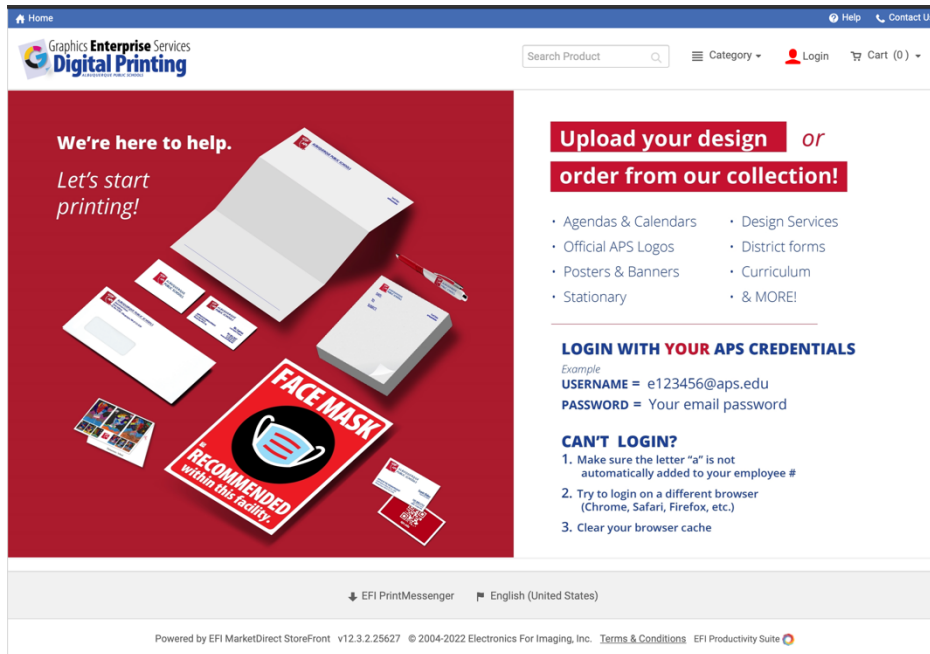 Home
Help
Contact U
Graphics Enterprise Services
Digital Printing
ALBUQUERQUE PUBLIC SCHOOLS
Search Product
Category
Login
Cart (0)
We're here to help.
Let's start
printing!
FACE MASK
RECOMMENDED
within this facility.
Upload your design or
order from our collection!
· Agendas & Calendars
· Official APS Logos
· Posters & Banners
· Stationary
· Design Services
· District forms
· Curriculum
· & MORE!
LOGIN WITH YOUR APS CREDENTIALS
Example
USERNAME = e123456@aps.edu
PASSWORD = Your email password
CAN'T LOGIN?
1. Make sure the letter "a" is not
automatically added to your employee #
2. Try to login on a different browser
(Chrome, Safari, Firefox, etc.)
3. Clear your browser cache
EFI PrintMessenger
English (United States)
Powered by EFI MarketDirect StoreFront v12.3.2.25627 © 2004-2022 Electronics For Imaging, Inc. Terms & Conditions EFI Productivity Suite